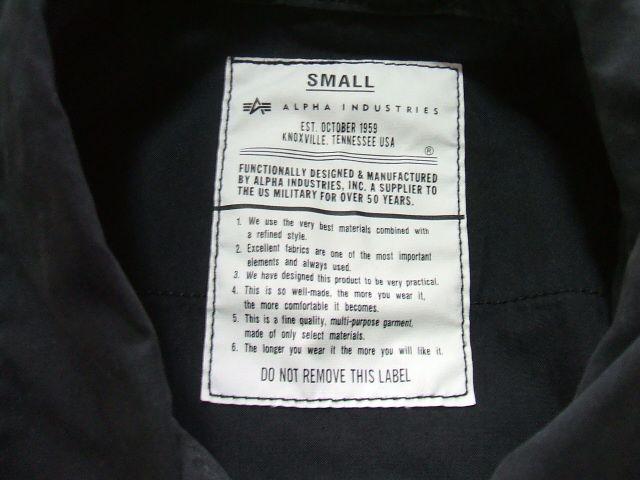 SMALL
ALPHA INDUSTRIES
EST. OCTOBER 1959
KNOXVILLE, TENNESSEE USA
®
FUNCTIONALLY DESIGNED & MANUFACTURED
BY ALPHA INDUSTRIES, INC. A SUPPLIER TO
THE US MILITARY FOR OVER 50 YEARS.
1. We use the very best materials combined with
a refined style.
2. Excellent fabrics are one of the most important
elements and always used.
3. We have designed this product to be very practical.
4. This is so well-made, the more you wear it,
the more comfortable it becomes.
5. This is a fine quality, multi-purpose garment,
made of only select materials.
6. The longer you wear it the more you will like it.
DO NOT REMOVE THIS LABEL